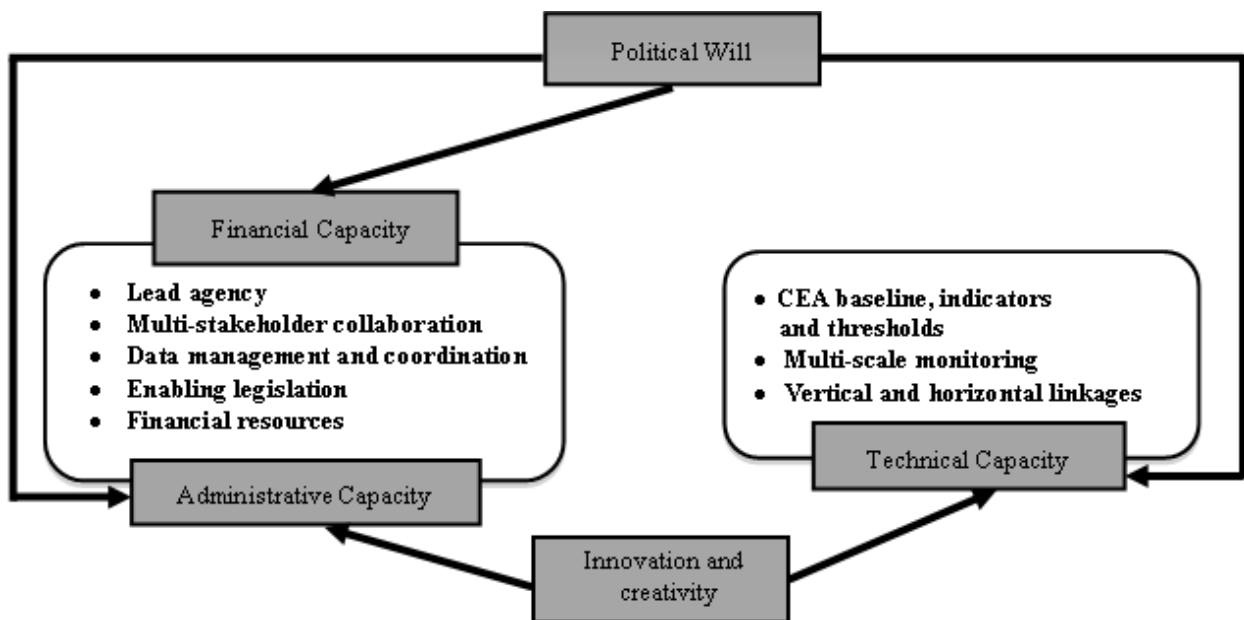 Political Will
Financial Capacity
● Lead agency
● Multi-stakeholder collaboration
● Data management and coordination
● Enabling legislation
● Financial resources
● CEA baseline, indicators
and thresholds
● Multi-scale monitoring
● Vertical and horizontal linkages
Technical Capacity
Administrative Capacity
Innovation and
creativity